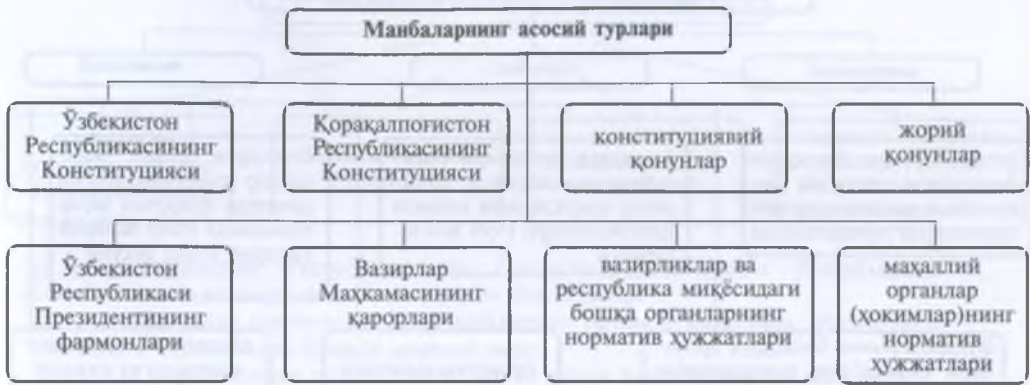 Манбаларнинг асосий турлари
Ўзбекистон
Республикасининг
Конституцияси
Қорақалпоғистон
Республикасининг
Конституцияси
конституциявий
қонунлар
жорий
қонунлар
Ўзбекистон
Республикаси
Президентининг
фармонлари
Вазирлар
Маҳкамасининг
қарорлари
вазирликлар ва
республика миқёсидаги
бошқа органларнинг
норматив ҳужжатлари
маҳаллий
органлар
(ҳокимлар)нинг
норматив
ҳужжатлари